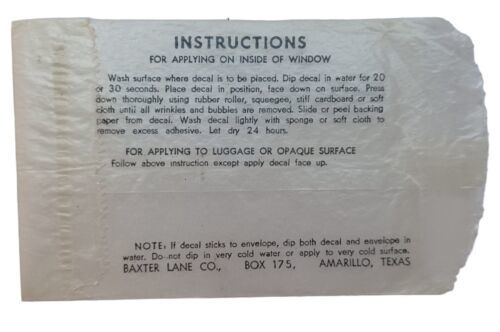 INSTRUCTIONS
FOR APPLYING ON INSIDE OF WINDOW
Wash surface where decal is to be placed. Dip decal in water for 20
or 30 seconds. Place decal in position, face down on surface. Press
down thoroughly using rubber roller, squeegee, stiff cardboard or soft
cloth until all wrinkles and bubbles are removed. Slide or peel backing
paper from decal. Wash decal lightly with sponge or soft cloth to
remove excess adhesive. Let dry 24 hours.
FOR APPLYING TO LUGGAGE OR OPAQUE SURFACE
Follow above instruction except apply decal face up.
NOTE: If decal sticks to envelope, dip both decal and envelope in
water. Do not dip in very cold water or apply to very cold surface.
BAXTER LANE CO., BOX 175, AMARILLO, TEXAS